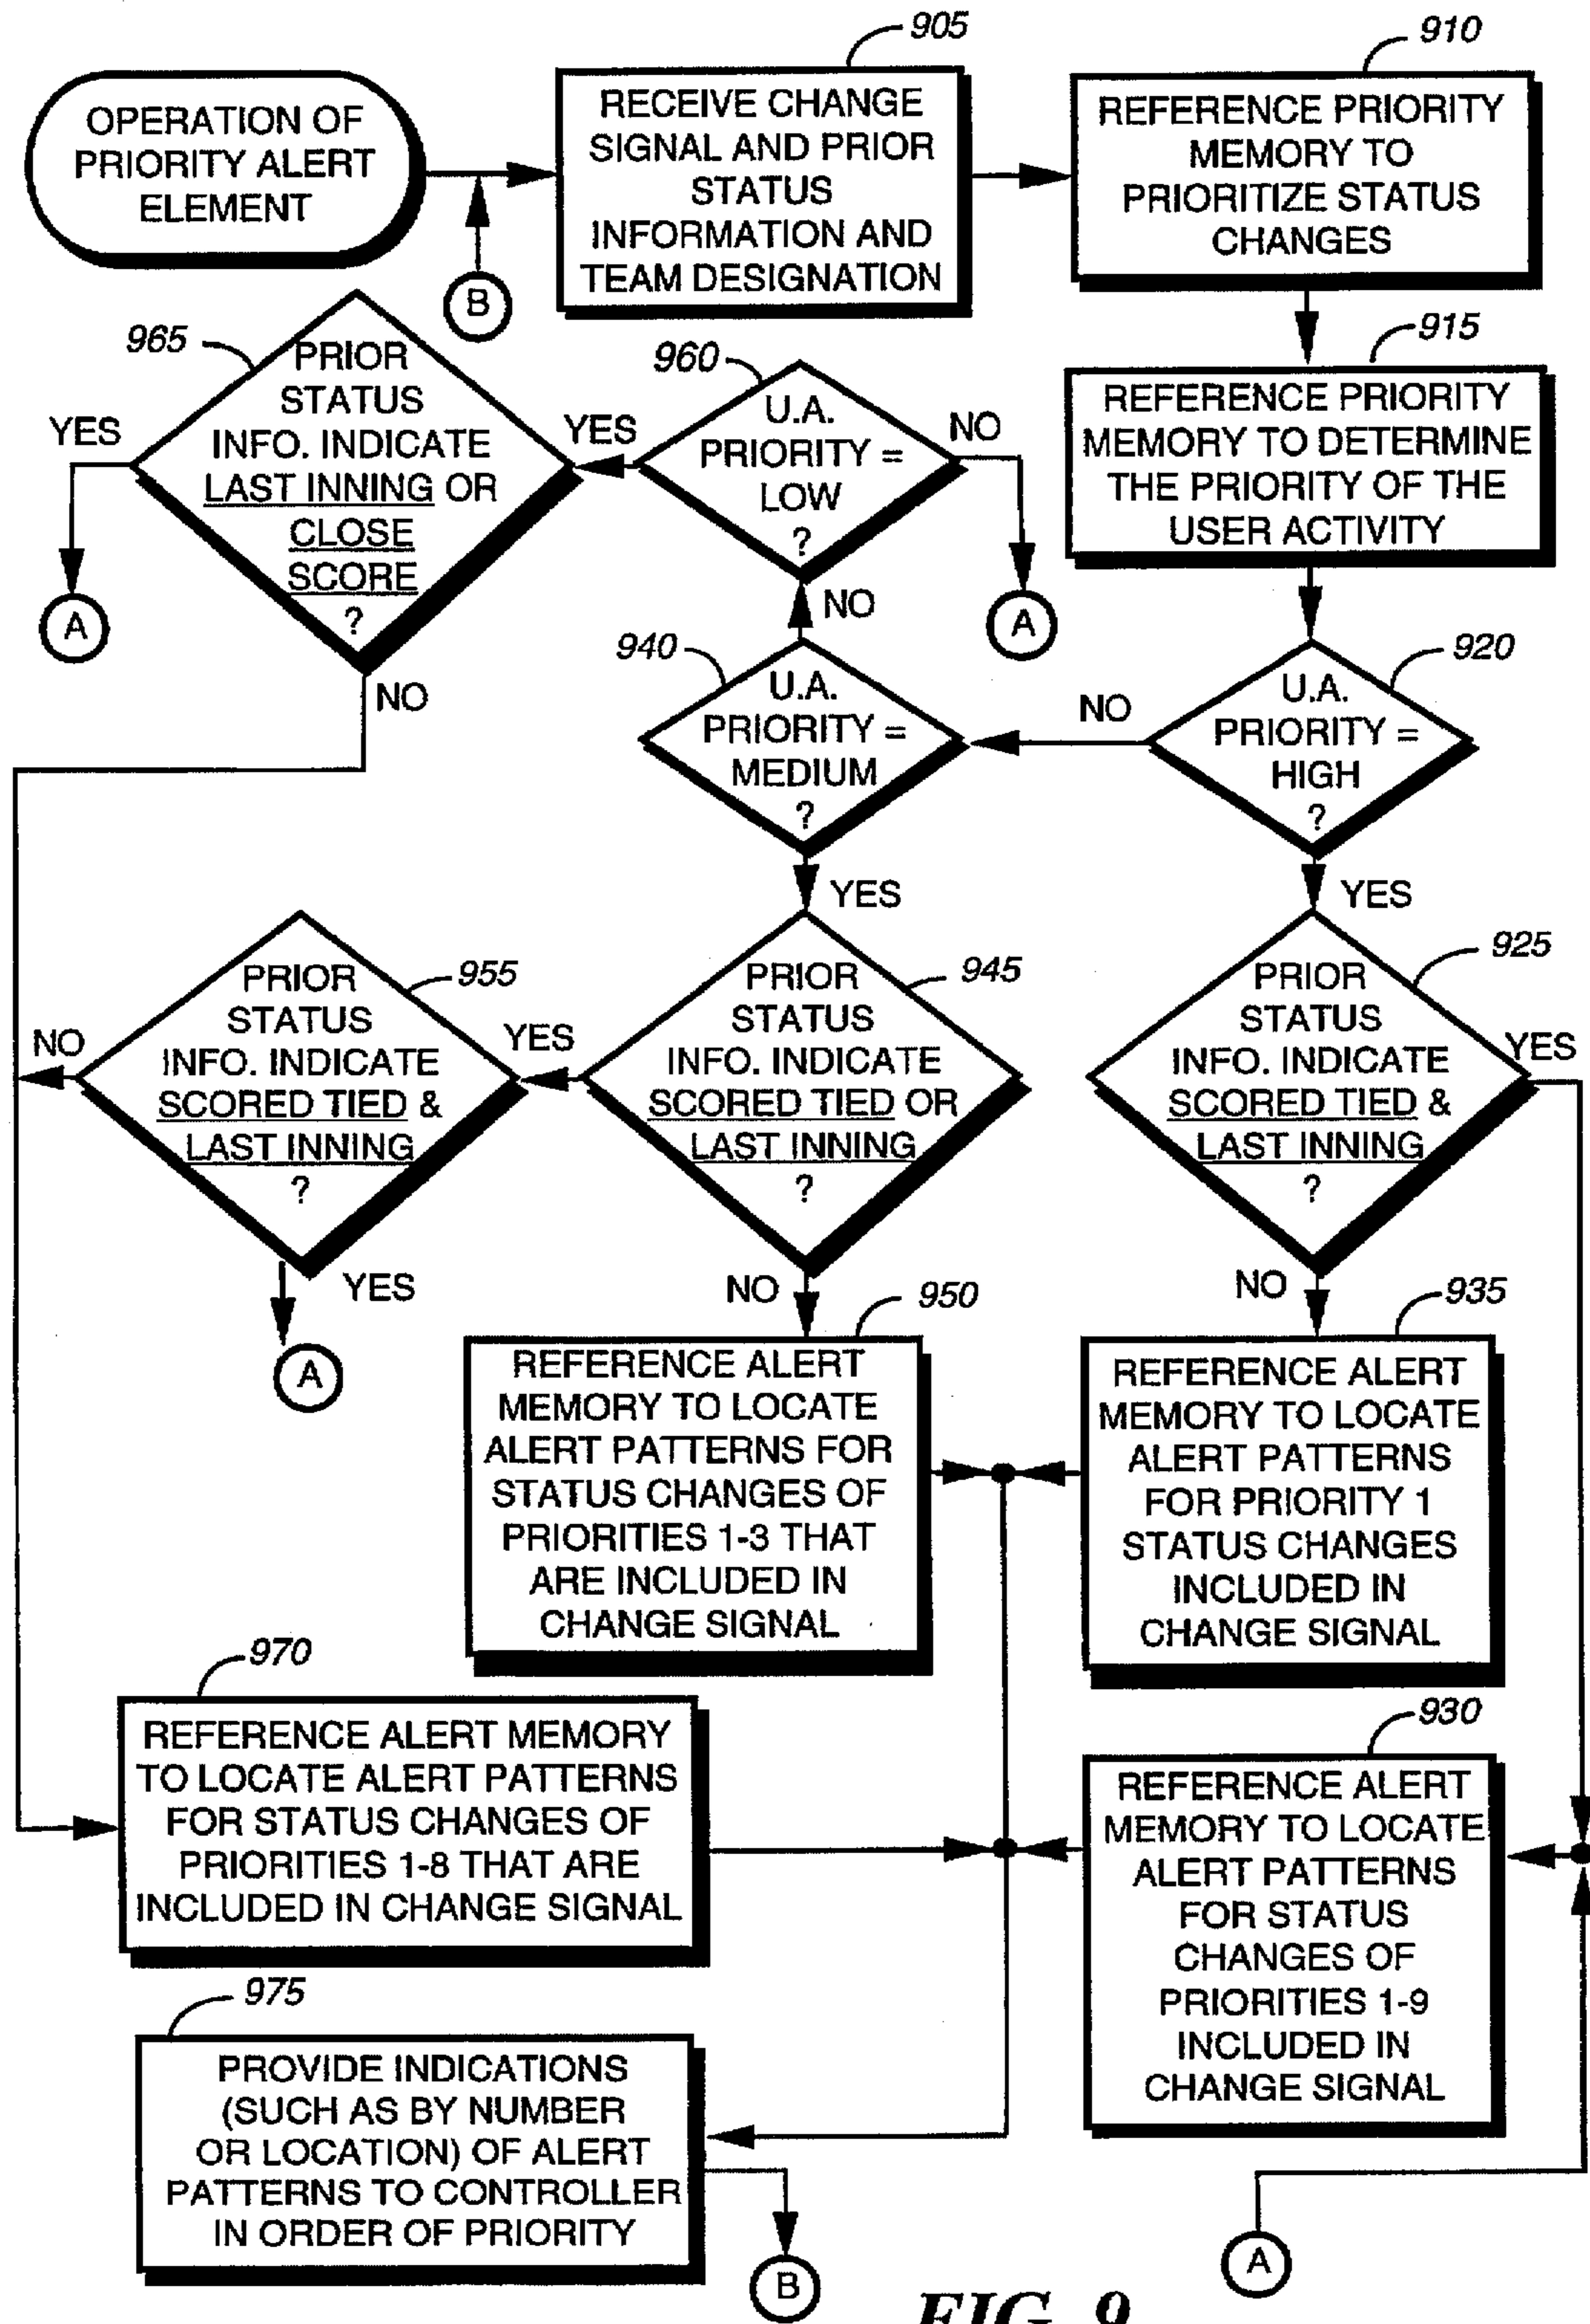 905
910
OPERATION OF
PRIORITY ALERT
ELEMENT
RECEIVE CHANGE
SIGNAL AND PRIOR
STATUS
INFORMATION AND
TEAM DESIGNATION
REFERENCE PRIORITY
MEMORY TO
PRIORITIZE STATUS
CHANGES
B
915
REFERENCE PRIORITY
MEMORY TO DETERMINE
THE PRIORITY OF THE
USER ACTIVITY
965
PRIOR
STATUS
INFO. INDICATE
LAST INNING OR
CLOSE
SCORE
?
YES
A
NO
960
U.A.
PRIORITY =
LOW
?
YES
NO
A
NO
940
U.A.
PRIORITY =
MEDIUM
?
NO
YES
920
U.A.
PRIORITY =
HIGH
?
YES
955
PRIOR
STATUS
INFO. INDICATE
SCORED TIED &
LAST INNING
?
NO
YES
A
945
PRIOR
STATUS
INFO. INDICATE
SCORED TIED OR
LAST INNING
?
YES
NO
925
PRIOR
STATUS
INFO. INDICATE
SCORED TIED &
LAST INNING
?
YES
NO
950
REFERENCE ALERT
MEMORY TO LOCATE
ALERT PATTERNS FOR
STATUS CHANGES OF
PRIORITIES 1-3 THAT
ARE INCLUDED IN
CHANGE SIGNAL
935
REFERENCE ALERT
MEMORY TO LOCATE
ALERT PATTERNS
FOR PRIORITY 1
STATUS CHANGES
INCLUDED IN
CHANGE SIGNAL
970
REFERENCE ALERT MEMORY
TO LOCATE ALERT PATTERNS
FOR STATUS CHANGES OF
PRIORITIES 1-8 THAT ARE
INCLUDED IN CHANGE SIGNAL
930
REFERENCE ALERT
MEMORY TO LOCATE
ALERT PATTERNS
FOR STATUS
CHANGES OF
PRIORITIES 1-9
INCLUDED IN
CHANGE SIGNAL
975
PROVIDE INDICATIONS
(SUCH AS BY NUMBER
OR LOCATION) OF ALERT
PATTERNS TO CONTROLLER
IN ORDER OF PRIORITY
B
A
FIG. 9